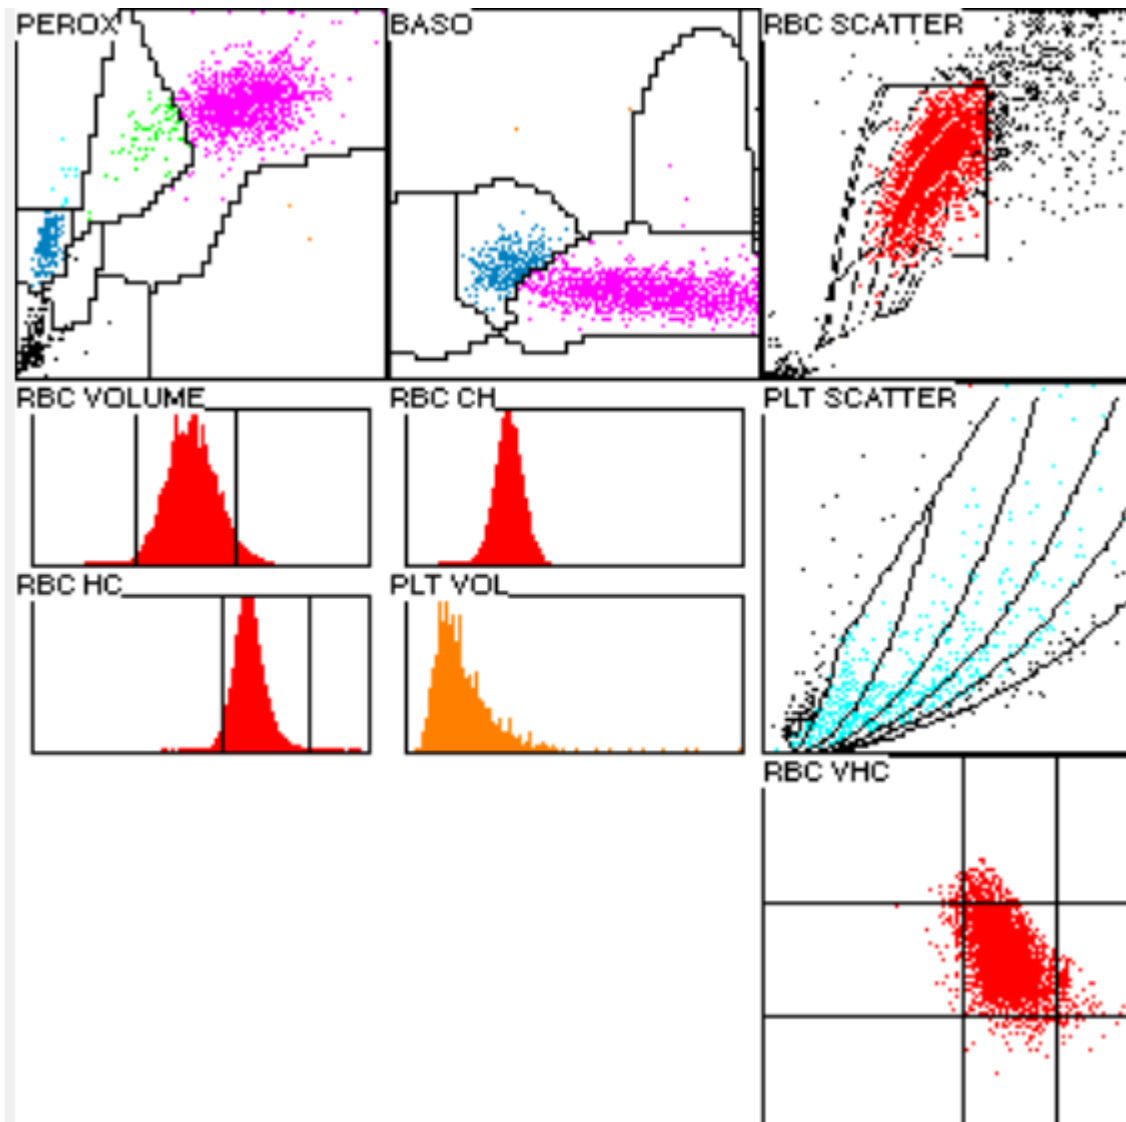 PEROX
BASO
RBC SCATTER
RBC VOLUME
RBC CH
PLT SCATTER
RBC HC
PLT VOL
RBC VHC